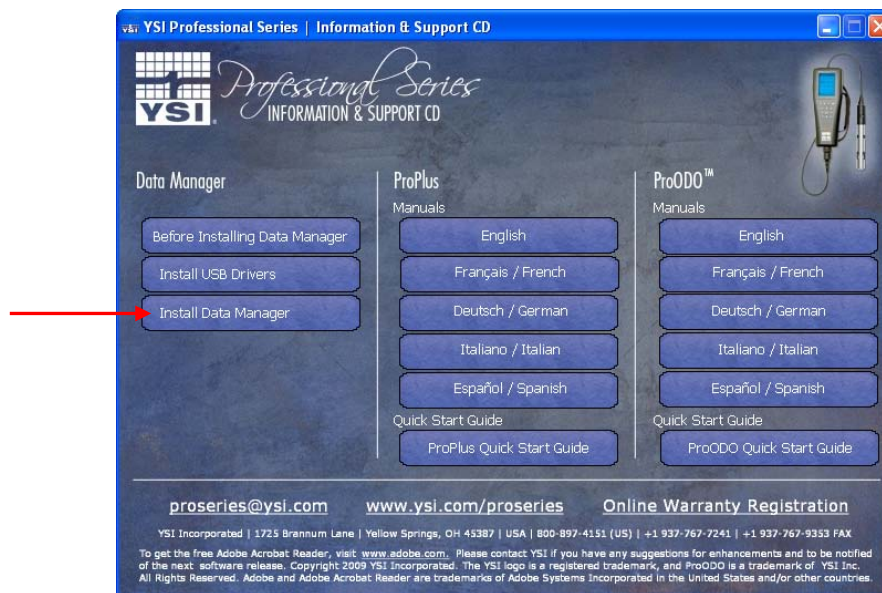 YSI Professional Series | Information & Support CD
YSI
Professional Series
INFORMATION & SUPPORT CD
Data Manager
Before Installing Data Manager
Install USB Drivers
Install Data Manager
ProPlus
Manuals
English
Français / French
Deutsch / German
Italiano / Italian
Español / Spanish
Quick Start Guide
ProPlus Quick Start Guide
ProODO™
Manuals
English
Français / French
Deutsch / German
Italiano / Italian
Español / Spanish
Quick Start Guide
ProODO Quick Start Guide
proseries@ysi.com www.ysi.com/proseries Online Warranty Registration
YSI Incorporated | 1725 Brannum Lane | Yellow Springs, OH 45387 | USA | 800-897-4151 (US) | +1 937-767-7241 | +1 937-767-9353 FAX
To get the free Adobe Acrobat Reader, visit www.adobe.com. Please contact YSI if you have any suggestions for enhancements and to be notified
of the next software release. Copyright 2009 YSI Incorporated. The YSI logo is a registered trademark, and ProODO is a trademark of YSI Inc.
All Rights Reserved. Adobe and Adobe Acrobat Reader are trademarks of Adobe Systems Incorporated in the United States and/or other countries.